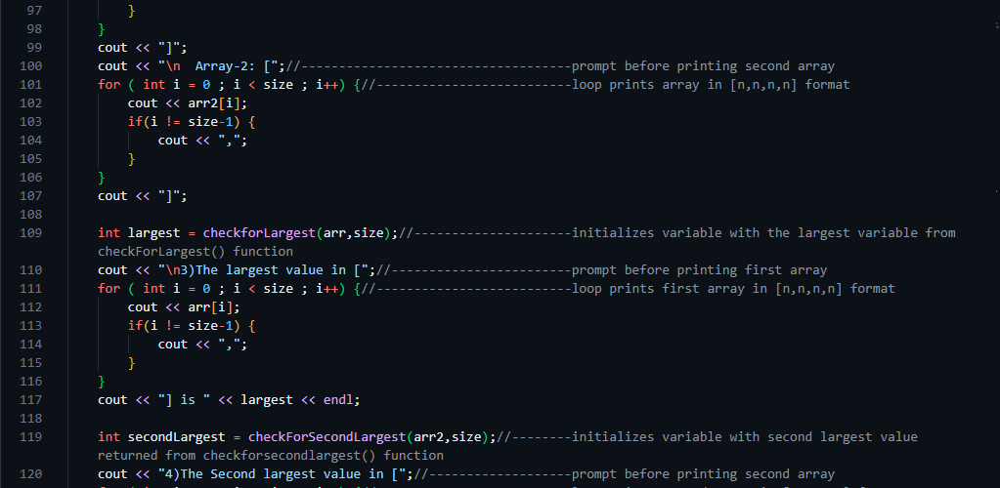 97 }
98 }
99 cout << "]";
100 cout << "\n  Array-2: [";//------------------------------------prompt before printing second array
101 for ( int i = 0 ; i < size ; i++) {//--------------------------loop prints array in [n,n,n,n] format
102 cout << arr2[i];
103 if(i != size-1) {
104 cout << ",";
105 }
106 }
107 cout << "]";
108
109 int largest = checkforLargest(arr,size);//---------------------initializes variable with the largest variable from
checkForLargest() function
110 cout << "\n3)The largest value in [";//------------------------prompt before printing first array
111 for ( int i = 0 ; i < size ; i++) {//--------------------------loop prints first array in [n,n,n,n] format
112 cout << arr[i];
113 if(i != size-1) {
114 cout << ",";
115 }
116 }
117 cout << "] is " << largest << endl;
118
119 int secondLargest = checkForSecondLargest(arr2,size);//--------initializes variable with second largest value
returned from checkforsecondlargest() function
120 cout << "4)The Second largest value in [";//-------------------prompt before printing second array